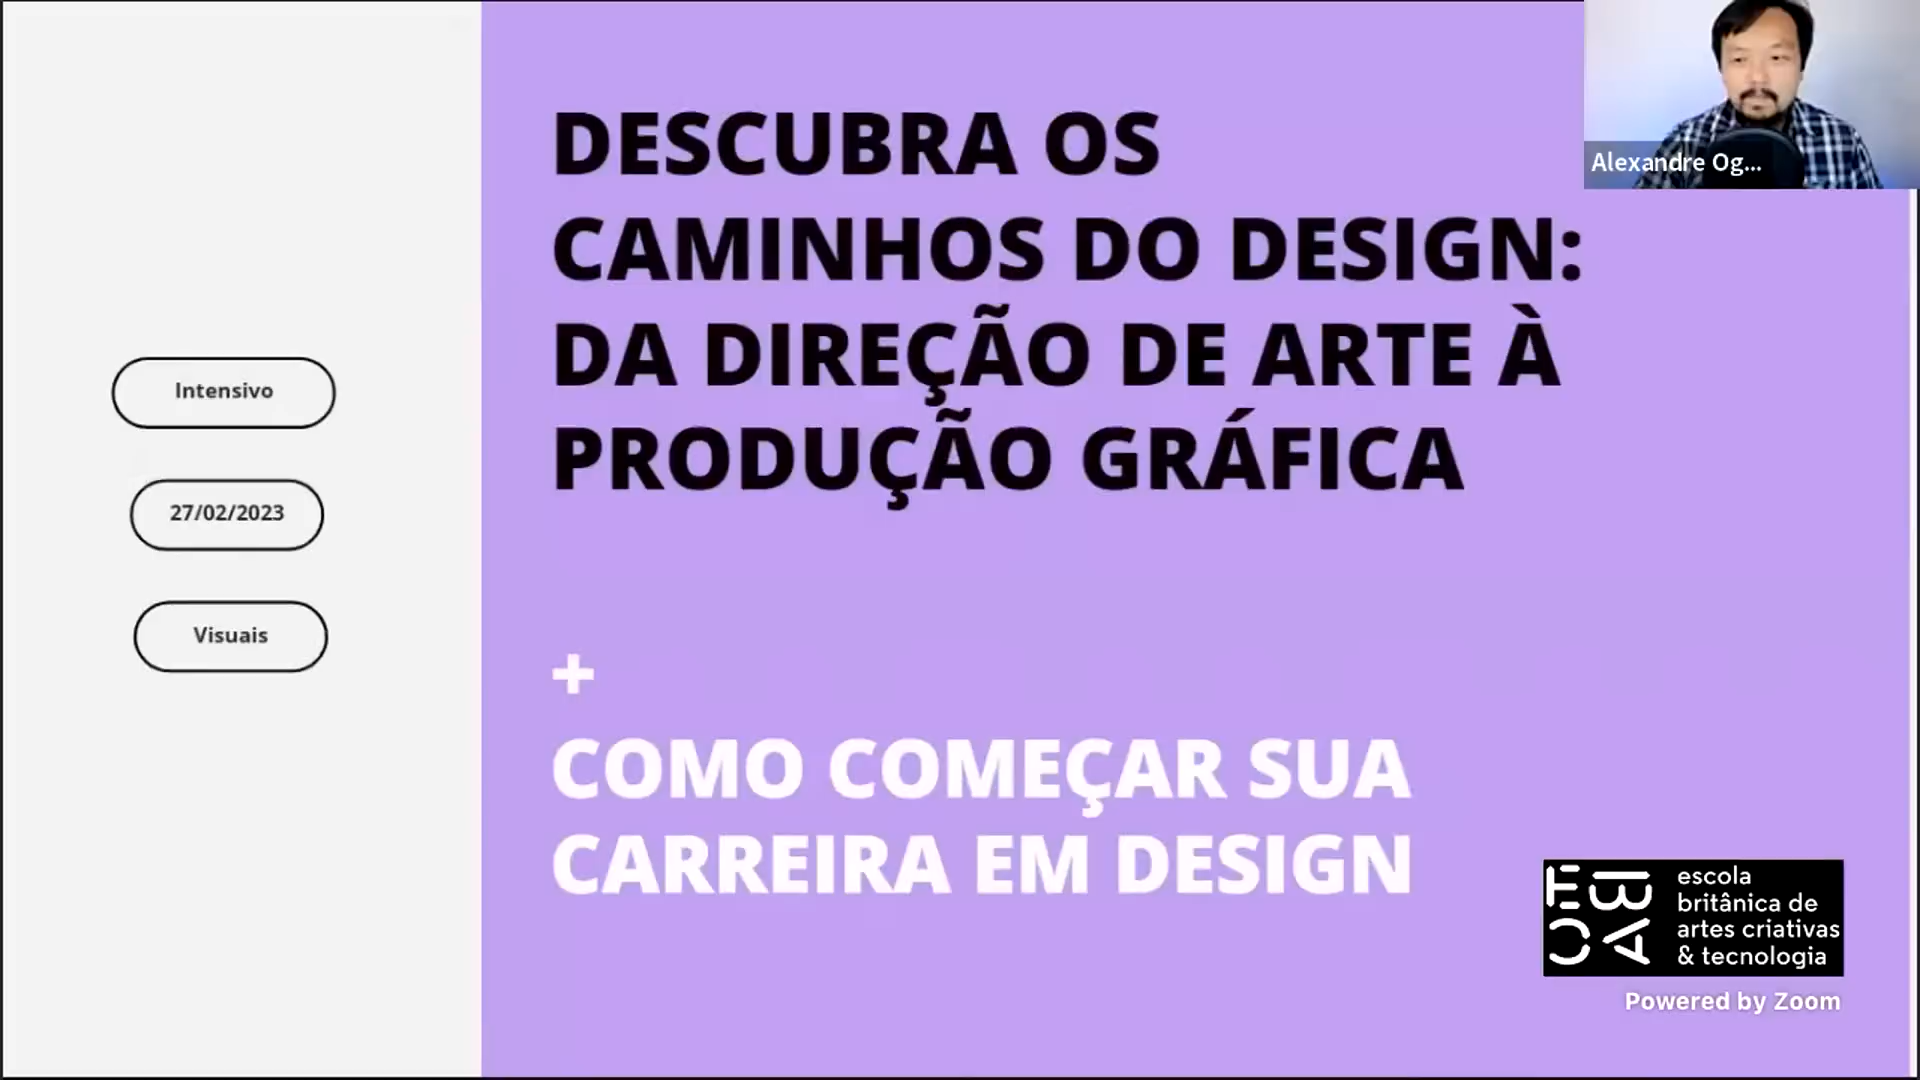 Intensivo
27/02/2023
Visuais
DESCUBRA OS
CAMINHOS DO DESIGN:
DA DIREÇÃO DE ARTE À
PRODUÇÃO GRÁFICA
+
COMO COMEÇAR SUA
CARREIRA EM DESIGN
Alexandre Og...
EBAC
escola
britânica de
artes criativas
& tecnologia
Powered by Zoom